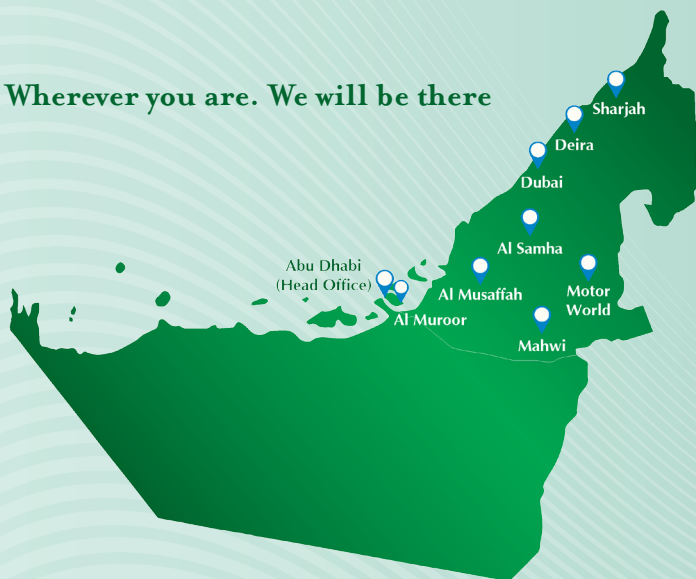 Wherever you are. We will be there
Sharjah
Deira
Dubai
Al Samha
Abu Dhabi
(Head Office)
Al Musaffah
Motor
World
Al Muroor
Mahwi